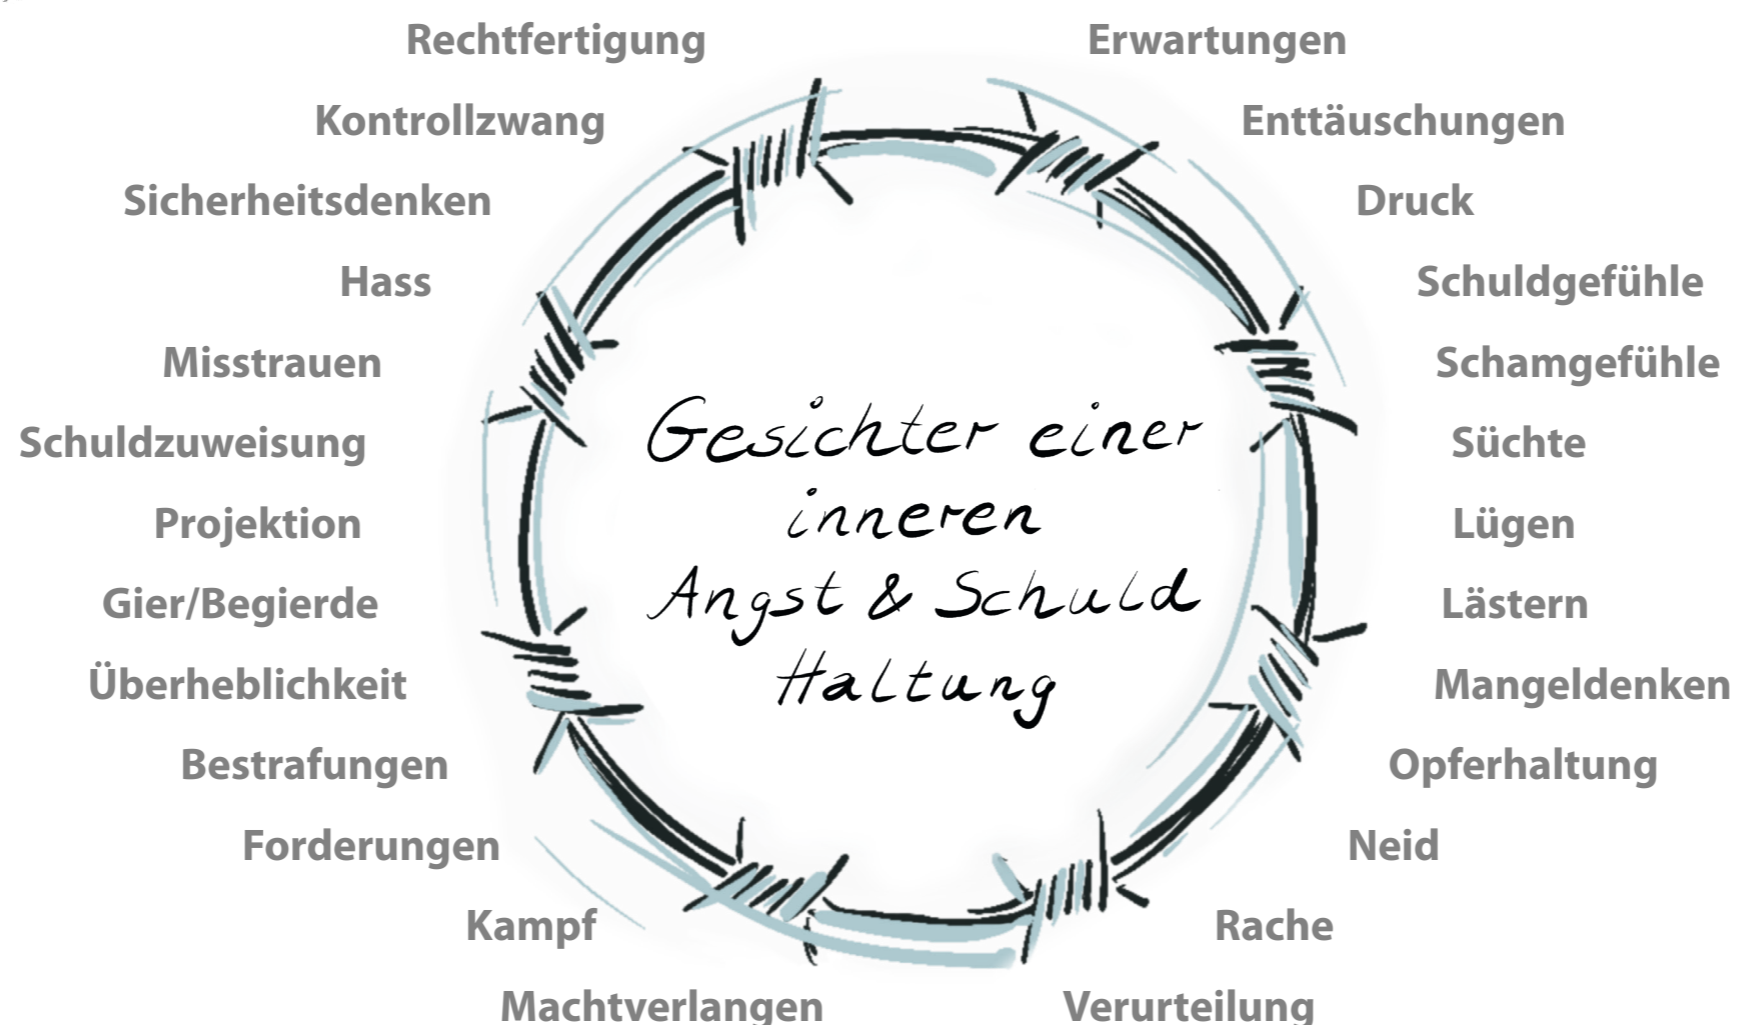 Rechtfertigung
Erwartungen
Kontrollzwang
Enttäuschungen
Sicherheitsdenken
Druck
Hass
Schuldgefühle
Misstrauen
Schamgefühle
Schuldzuweisung
Süchte
Projektion
Lügen
Gier/Begierde
Lästern
Überheblichkeit
Mangeldenken
Bestrafungen
Opferhaltung
Forderungen
Neid
Kampf
Rache
Machtverlangen
Verurteilung
Gesichter einer
inneren
Angst & Schuld
Haltung